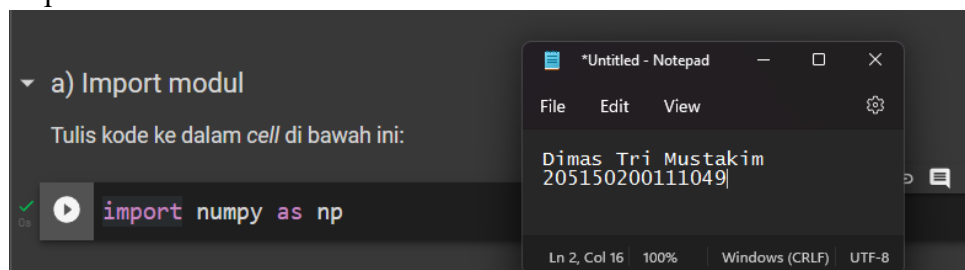 a) Import modul
Tulis kode ke dalam cell di bawah ini:
0s
import numpy as np
*Untitled - Notepad
File Edit View
Dimas Tri Mustakim
205150200111049
Ln 2, Col 16 100% Windows (CRLF) UTF-8